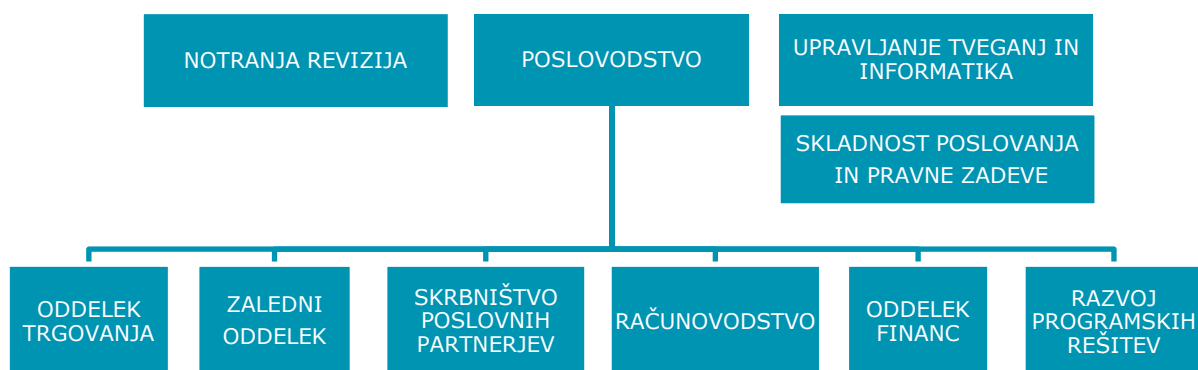 NOTRANJA REVIZIJA
POSLOVODSTVO
UPRAVLJANJE TVEGANJ IN
INFORMATIKA
SKLADNOST POSLOVANJA
IN PRAVNE ZADEVE
ODDELEK
TRGOVANJA
ZALEDNI
ODDELEK
SKRBNIŠTVO
POSLOVNIH
PARTNERJEV
RAČUNOVODSTVO
ODDELEK
FINANC
RAZVOJ
PROGRAMSKIH
REŠITEV